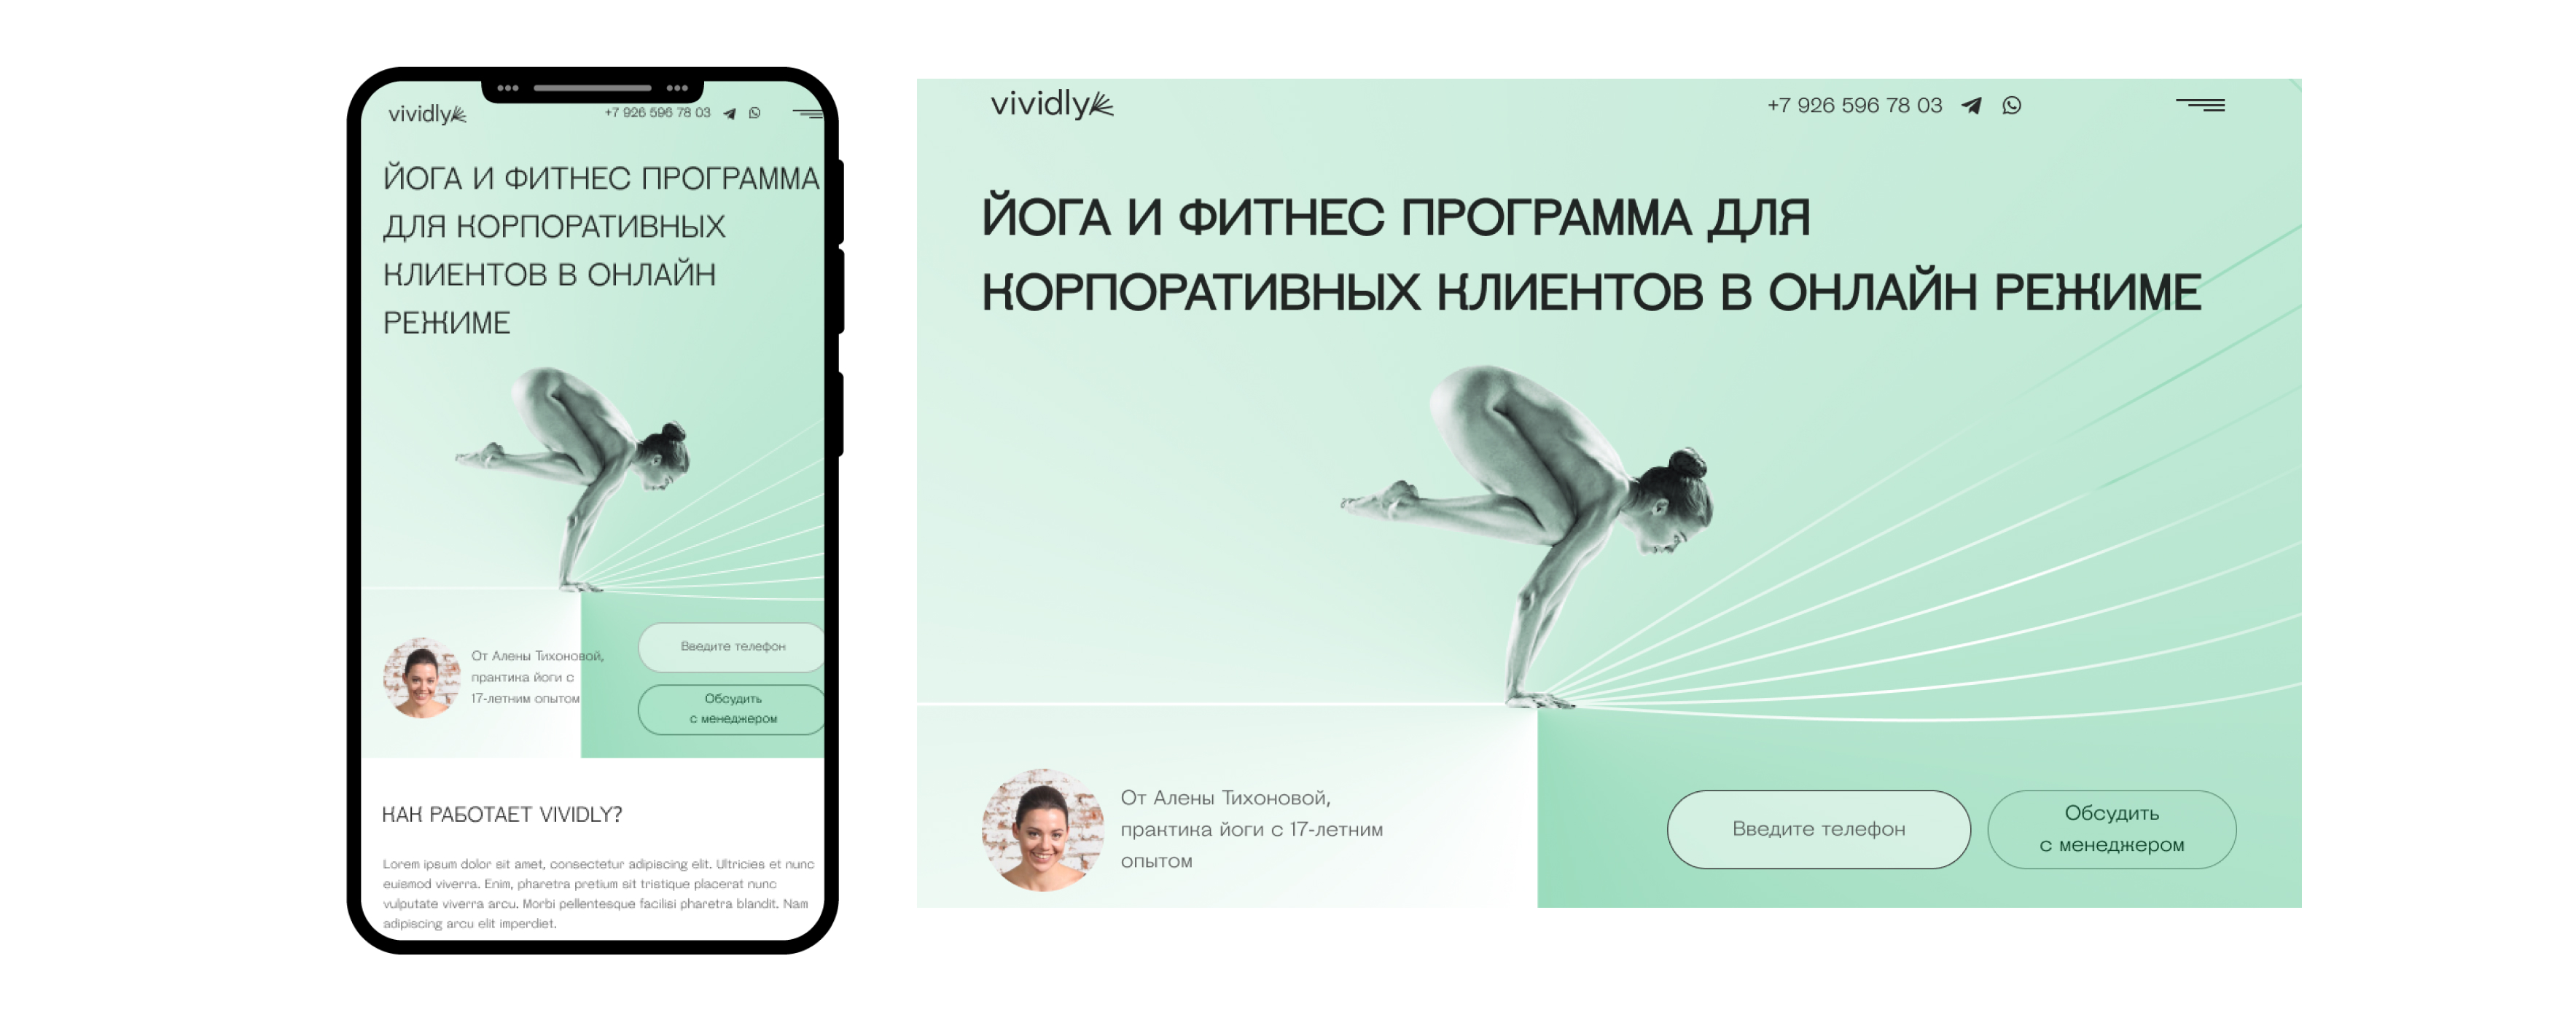 vividly
+7 926 596 78 03
ЙОГА И ФИТНЕС ПРОГРАММА
ДЛЯ КОРПОРАТИВНЫХ
КЛИЕНТОВ В ОНЛАЙН
РЕЖИМЕ
От Алены Тихоновой,
практика йоги с
17-летним опытом
Введите телефон
Обсудить
с менеджером
КАК РАБОТАЕТ VIVIDLY?
Lorem ipsum dolor sit amet, consectetur adipiscing elit. Ultricies et nunc
euismod viverra. Enim, pharetra pretium sit tristique placerat nunc
vulputate viverra arcu. Morbi pellentesque facilisi pharetra blandit. Nam
adipiscing arcu elit imperdiet.
vividly
+7 926 596 78 03
ЙОГА И ФИТНЕС ПРОГРАММА ДЛЯ
КОРПОРАТИВНЫХ КЛИЕНТОВ В ОНЛАЙН РЕЖИМЕ
От Алены Тихоновой,
практика йоги с 17-летним
опытом
Введите телефон
Обсудить
с менеджером